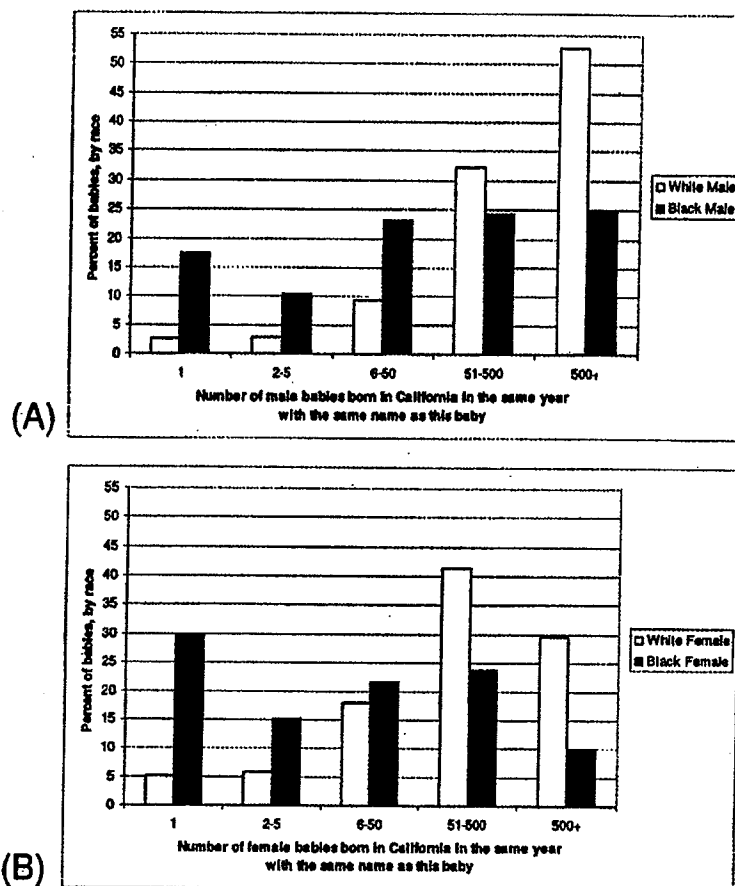 55
50
45
40
35
30
25
20
15
10
5
0
Percent of babies, by race
1 2-5 6-50 51-500 500+
Number of male babies born in California in the same year
with the same name as this baby
White Male
Black Male
(A)
55
50
45
40
35
30
25
20
15
10
5
0
Percent of babies, by race
1 2-5 6-50 51-500 500+
Number of female babies born in California in the same year
with the same name as this baby
White Female
Black Female
(B)